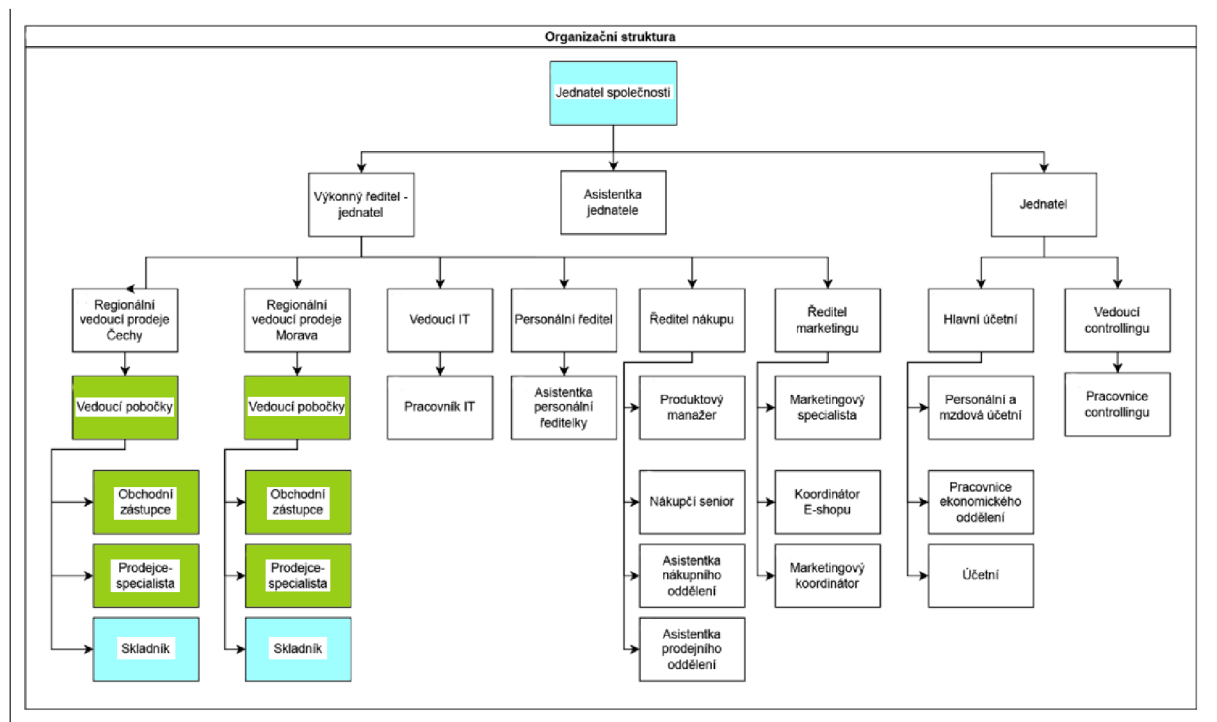 Organizační struktura
Jednatel společnosti
Výkonný ředitel -
jednatel
Asistentka
jednatele
Jednatel
Regionální
vedoucí prodeje
Čechy
Regionální
vedoucí prodeje
Morava
Vedoucí IT
Personální ředitel
Ředitel nákupu
Ředitel
marketingu
Hlavní účetní
Vedoucí
controllingu
Vedoucí pobočky
Vedoucí pobočky
Pracovník IT
Asistentka
personální
ředitelky
Produktový
manažer
Marketingový
specialista
Personální a
mzdová účetní
Pracovnice
controllingu
Obchodní
zástupce
Obchodní
zástupce
Nákupčí senior
Koordinátor
E-shopu
Pracovnice
ekonomického
oddělení
Prodejce-
specialista
Prodejce-
specialista
Asistentka
nákupního
oddělení
Marketingový
koordinátor
Účetní
Skladník
Skladník
Asistentka
prodejního
oddělení